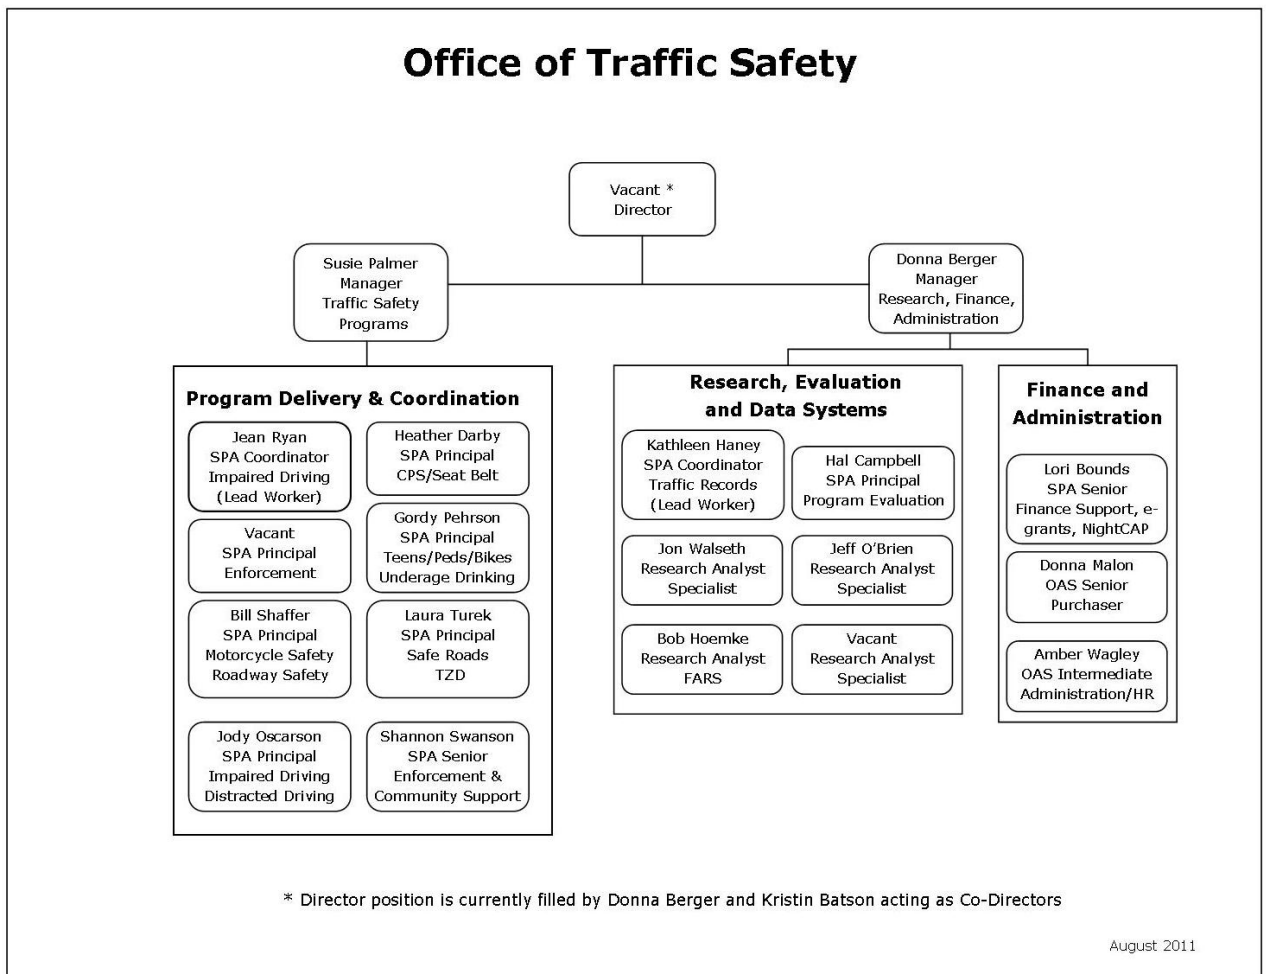 Office of Traffic Safety
Vacant *
Director
Susie Palmer
Manager
Traffic Safety
Programs
Donna Berger
Manager
Research, Finance,
Administration
Program Delivery & Coordination
Jean Ryan
SPA Coordinator
Impaired Driving
(Lead Worker)
Heather Darby
SPA Principal
CPS/Seat Belt
Vacant
SPA Principal
Enforcement
Gordy Pehrson
SPA Principal
Teens/Peds/Bikes
Underage Drinking
Bill Shaffer
SPA Principal
Motorcycle Safety
Roadway Safety
Laura Turek
SPA Principal
Safe Roads
TZD
Jody Oscarson
SPA Principal
Impaired Driving
Distracted Driving
Shannon Swanson
SPA Senior
Enforcement &
Community Support
Research, Evaluation
and Data Systems
Kathleen Haney
SPA Coordinator
Traffic Records
(Lead Worker)
Hal Campbell
SPA Principal
Program Evaluation
Jon Walseth
Research Analyst
Specialist
Jeff O’Brien
Research Analyst
Specialist
Bob Hoemke
Research Analyst
FARS
Vacant
Research Analyst
Specialist
Finance and
Administration
Lori Bounds
SPA Senior
Finance Support, e-
grants, NightCAP
Donna Malon
OAS Senior
Purchaser
Amber Wagley
OAS Intermediate
Administration/HR
* Director position is currently filled by Donna Berger and Kristin Batson acting as Co-Directors
August 2011